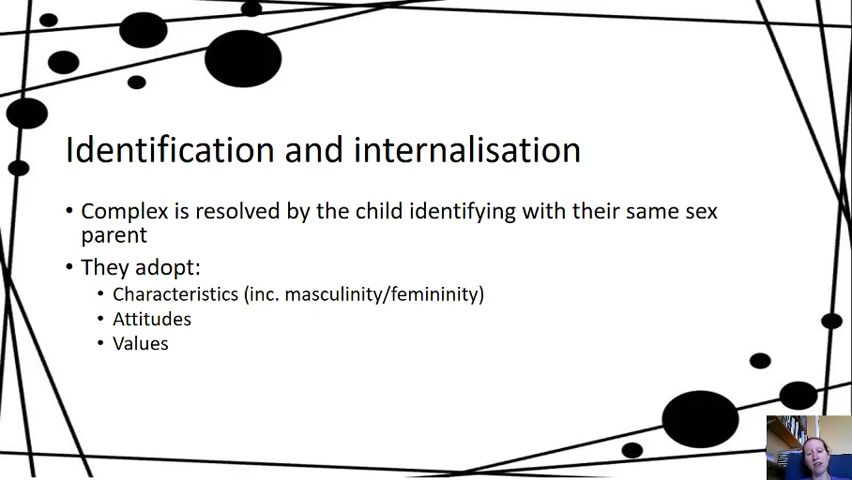 Identification and internalisation
• Complex is resolved by the child identifying with their same sex
parent
• They adopt:
• Characteristics (inc. masculinity/femininity)
• Attitudes
• Values